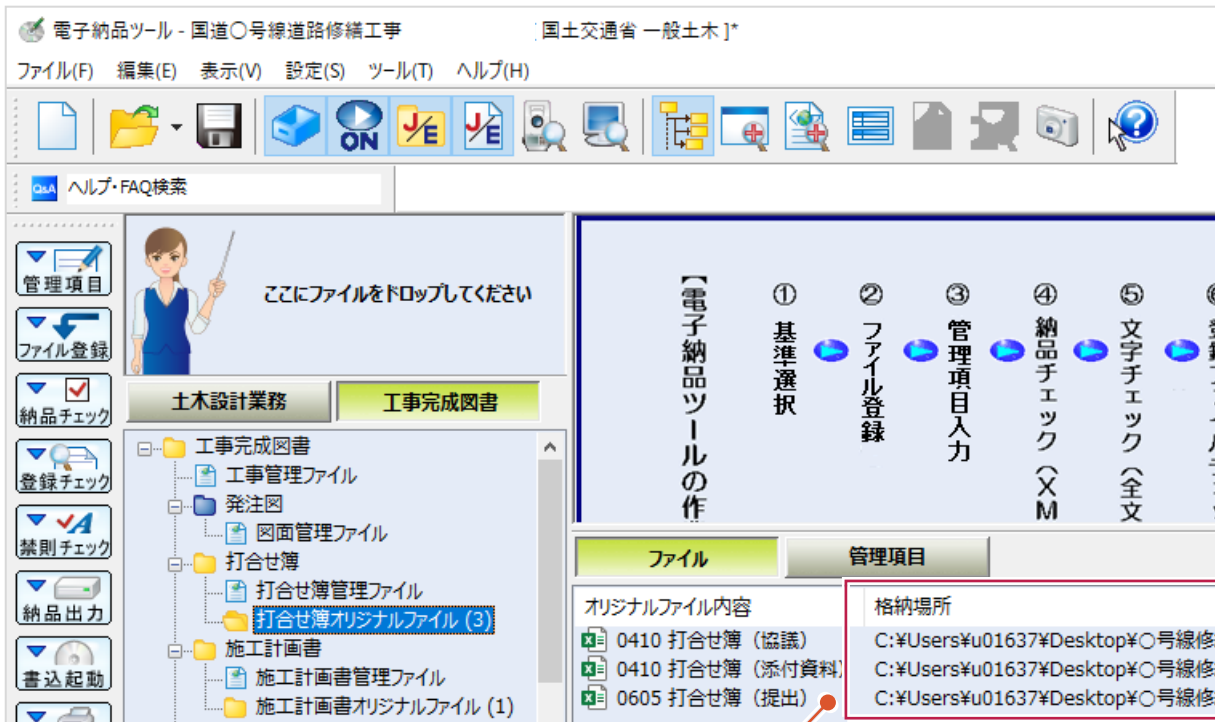 電子納品ツール - 国道〇号線道路修繕工事 国土交通省 一般土木 ]*
ファイル(F) 編集(E) 表示(V) 設定(S) ツール(T) ヘルプ(H)
ON
J/E
J/E
Q&A ヘルプ・FAQ検索
管理項目
ファイル登録
納品チェック
登録チェック
禁則チェック
納品出力
書込起動
ここにファイルをドロップしてください
土木設計業務 工事完成図書
工事完成図書
工事管理ファイル
発注図
図面管理ファイル
打合せ簿
打合せ簿管理ファイル
打合せ簿オリジナルファイル (3)
施工計画書
施工計画書管理ファイル
施工計画書オリジナルファイル (1)
【電子納品ツールの作
①基準選択
②ファイル登録
③管理項目入力
④納品チェック（XM
⑤文字チェック（全文
ファイル 管理項目
オリジナルファイル内容 格納場所
0410 打合せ簿（協議） C:¥Users¥u01637¥Desktop¥〇号線修
0410 打合せ簿（添付資料） C:¥Users¥u01637¥Desktop¥〇号線修
0605 打合せ簿（提出） C:¥Users¥u01637¥Desktop¥〇号線修